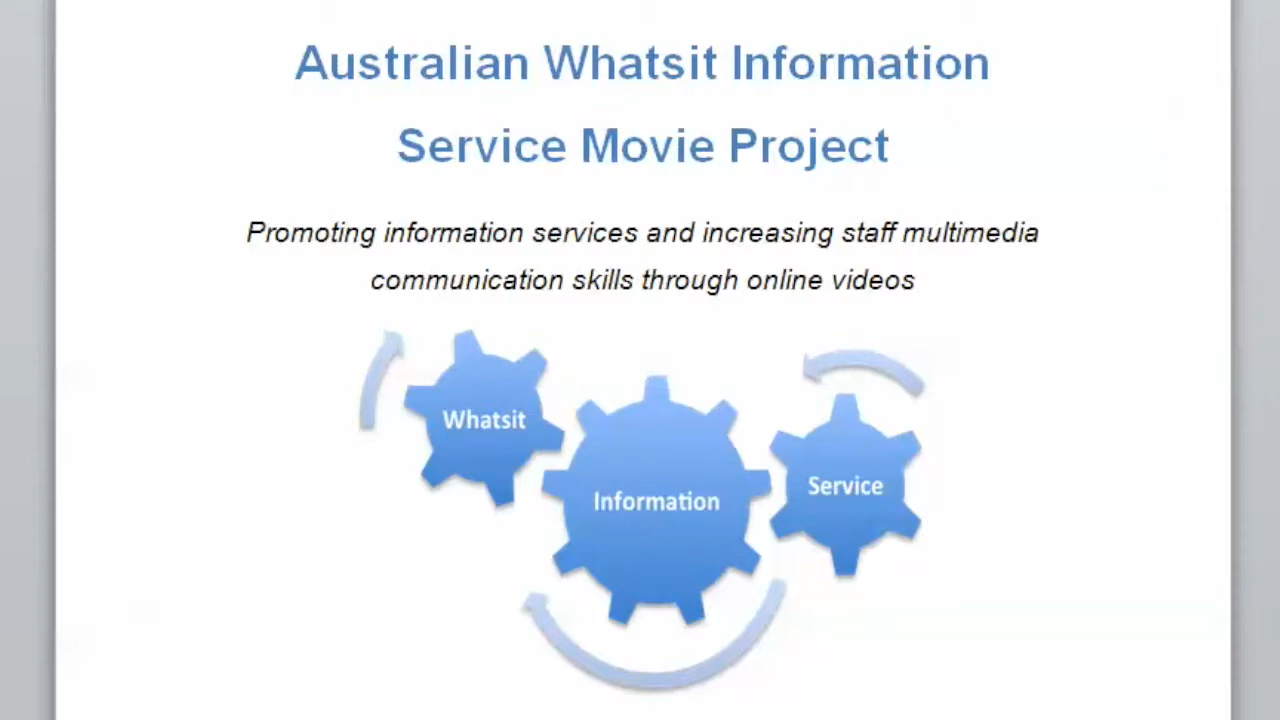 Australian Whatsit Information
Service Movie Project
Promoting information services and increasing staff multimedia
communication skills through online videos
Whatsit
Information
Service